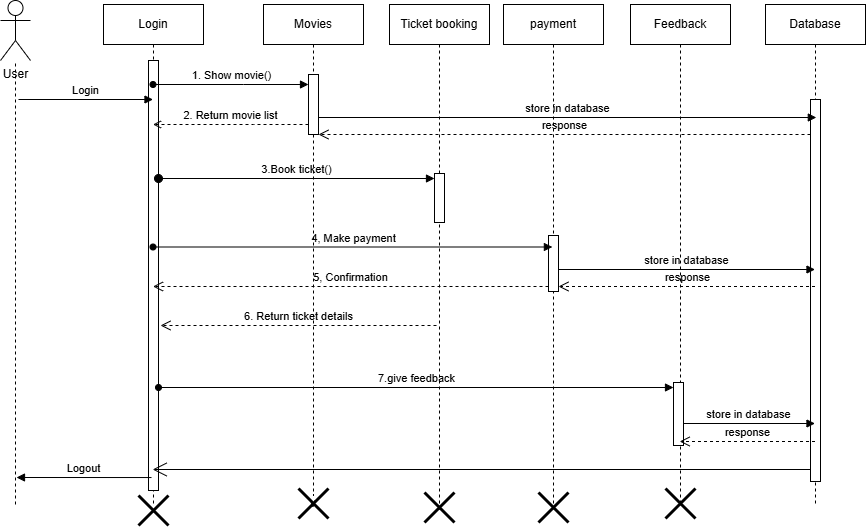 Login
Movies
Ticket booking
payment
Feedback
Database
User
1. Show movie()
Login
2. Return movie list
store in database
response
3.Book ticket()
4, Make payment
store in database
5, Confirmation
response
6. Return ticket details
7.give feedback
store in database
response
Logout